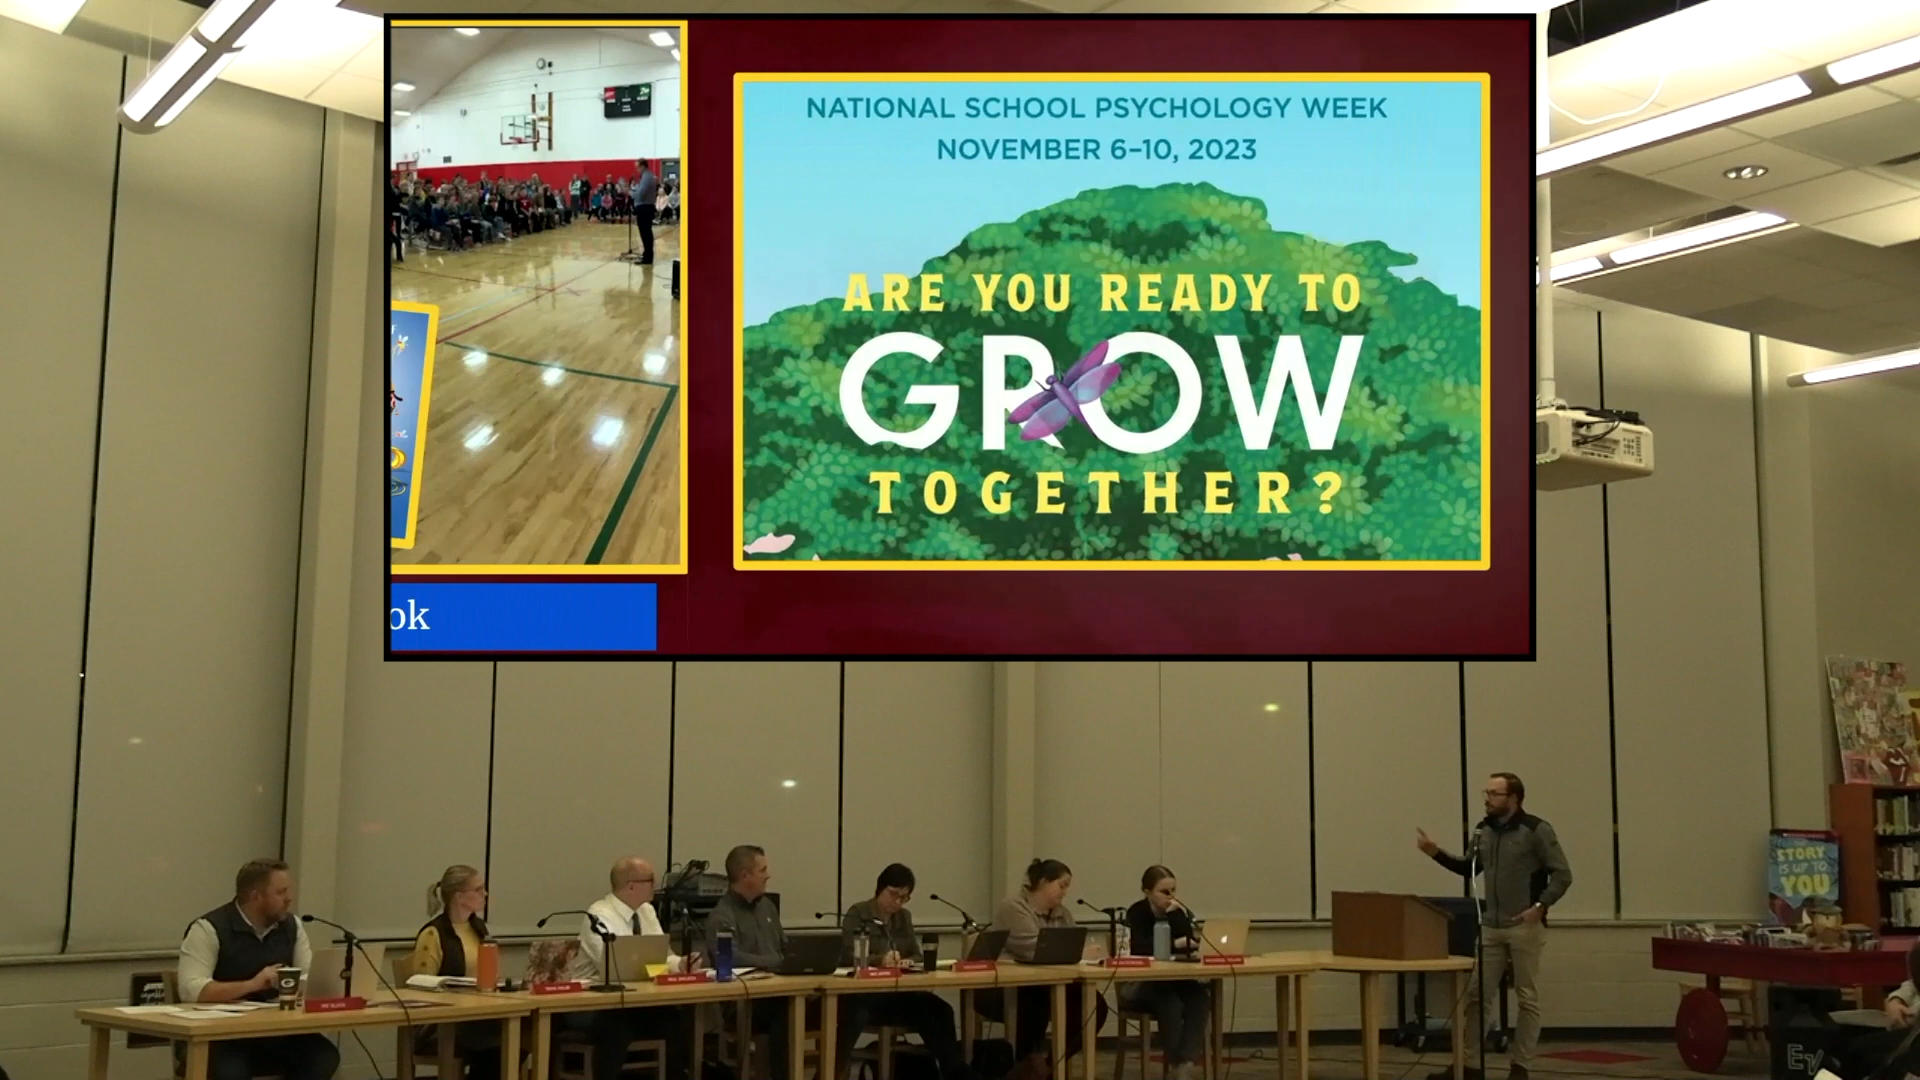 NATIONAL SCHOOL PSYCHOLOGY WEEK
NOVEMBER 6–10, 2023
ARE YOU READY TO
GROW
TOGETHER?
ok
STORY
IS UP TO
YOU
EV